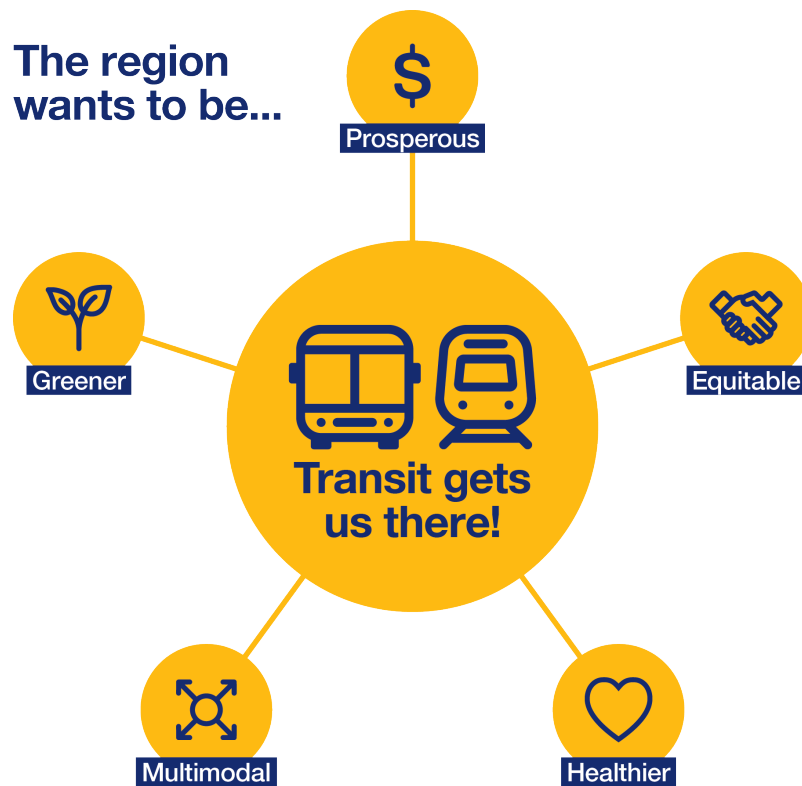 The region
wants to be...
$
Prosperous
Greener
Equitable
Transit gets
us there!
Multimodal
Healthier